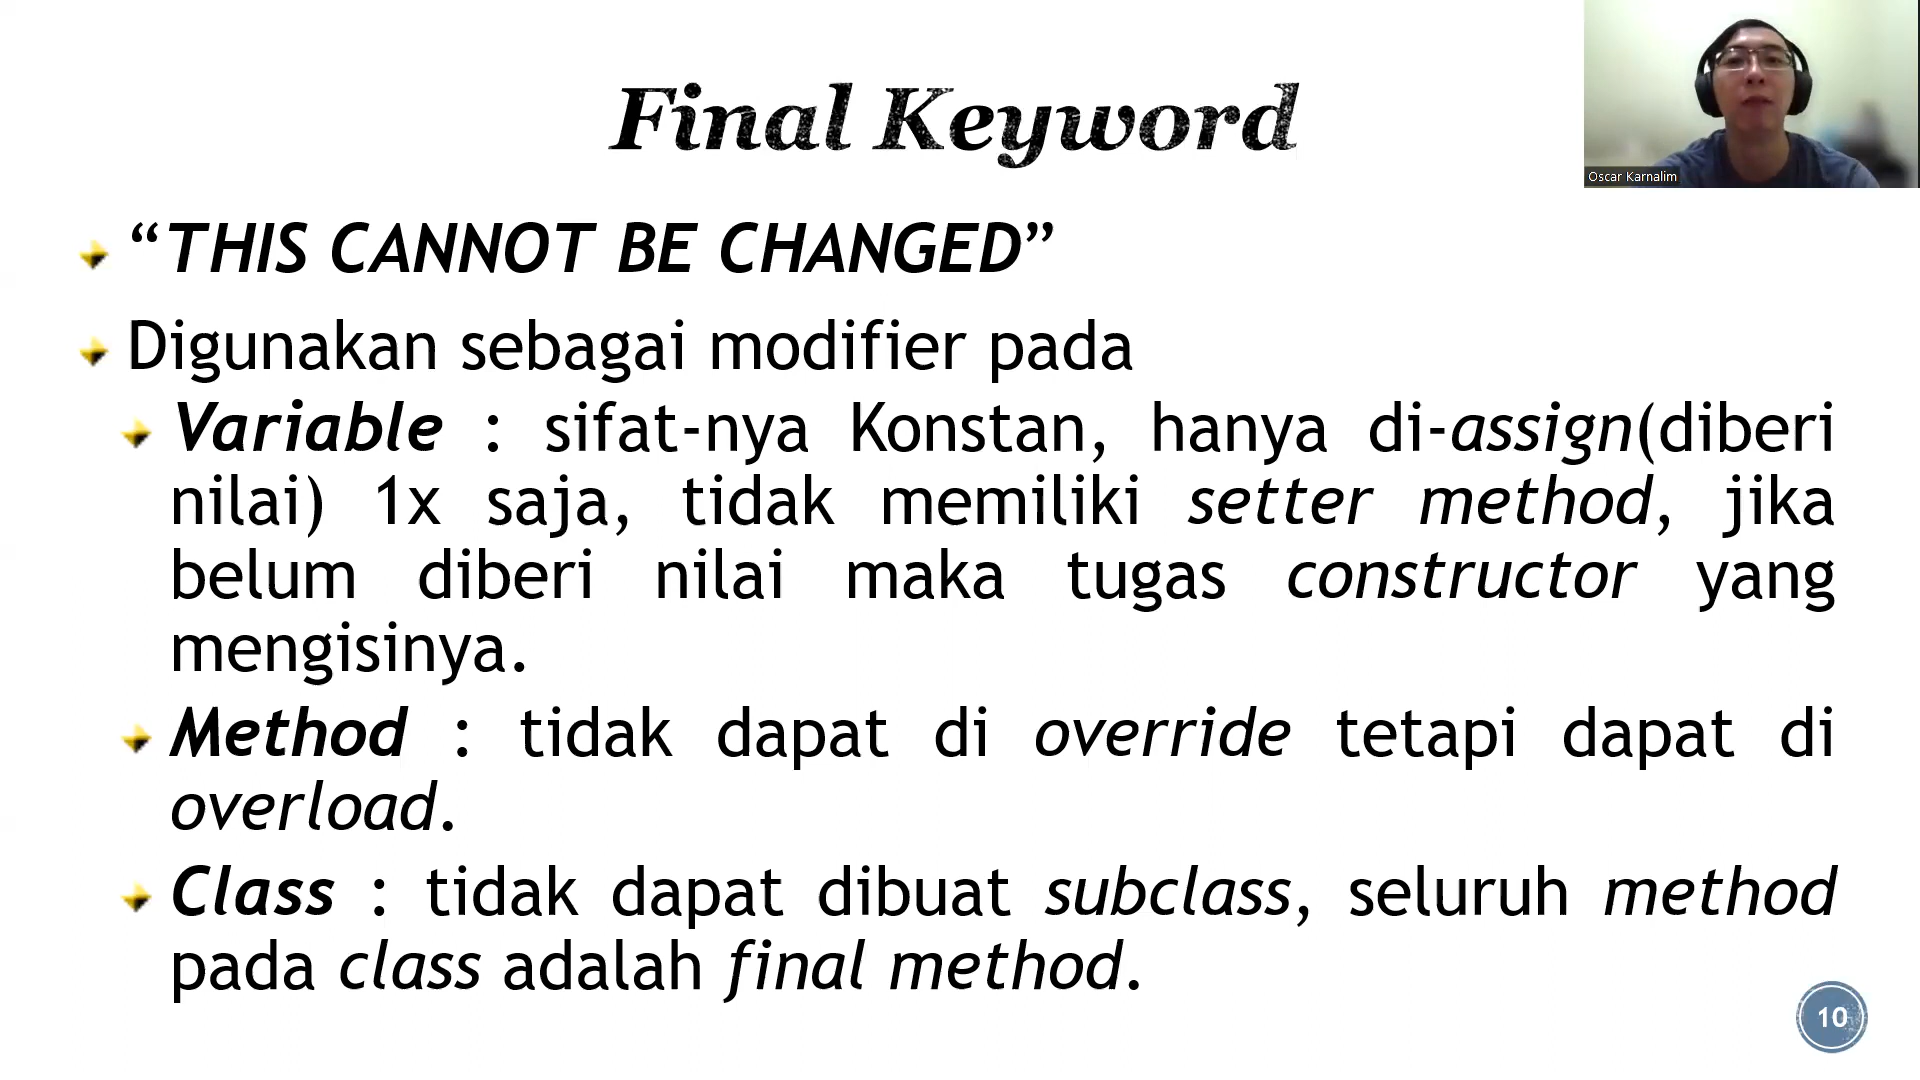 Final Keyword
Oscar Karnalim
“THIS CANNOT BE CHANGED”
Digunakan sebagai modifier pada
Variable : sifat-nya Konstan, hanya di-assign(diberi
nilai) 1x saja, tidak memiliki setter method, jika
belum diberi nilai maka tugas constructor yang
mengisinya.
Method : tidak dapat di override tetapi dapat di
overload.
Class : tidak dapat dibuat subclass, seluruh method
pada class adalah final method.
10